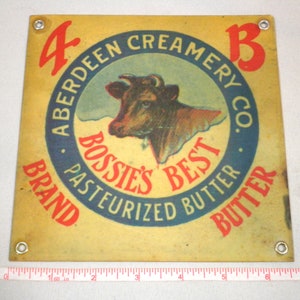 4 B
ABERDEEN CREAMERY CO.
BOSSIE'S BEST
· PASTEURIZED BUTTER ·
BRAND BUTTER